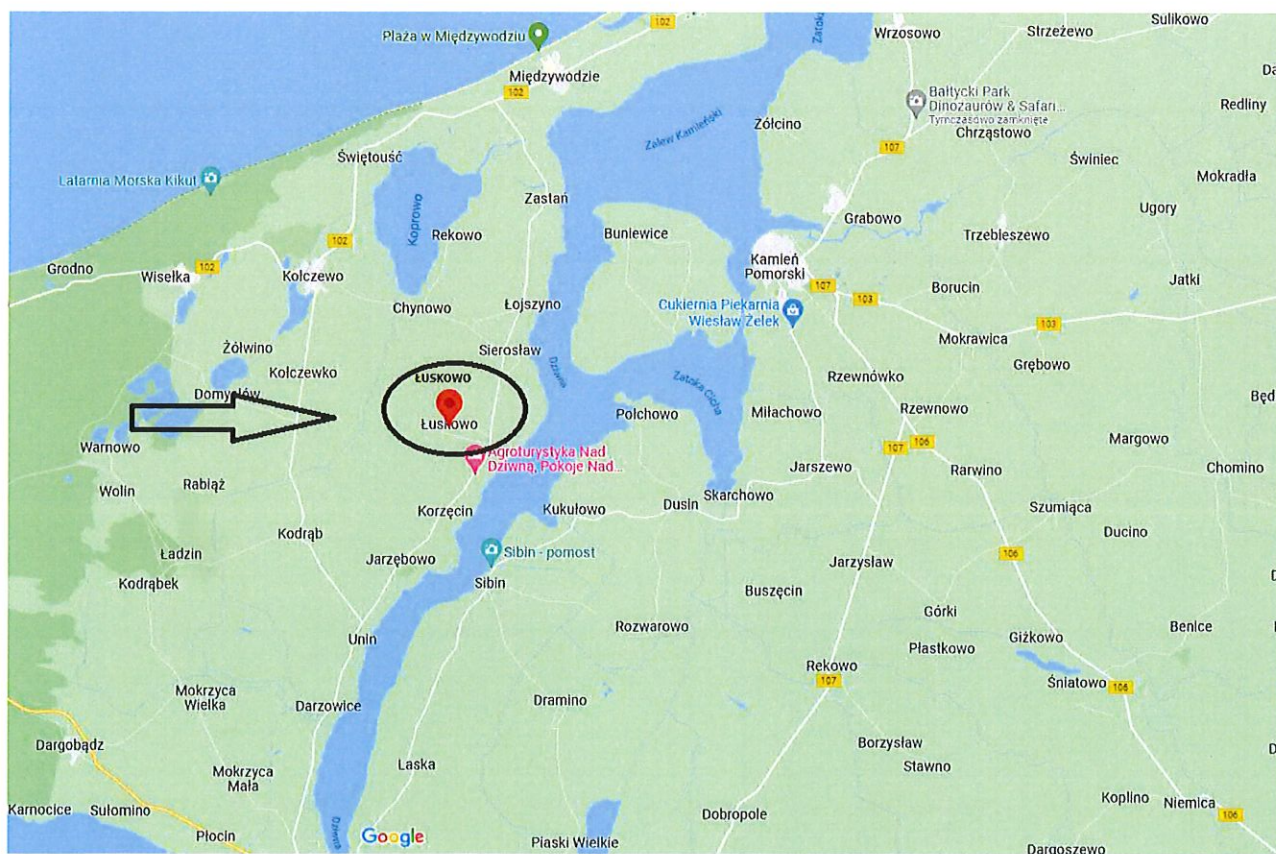 102
Sulikowo
Plaża w Międzywodziu
Wrzosowo
Strzeżewo
Międzywodzie
102
Bałtycki Park
Dinozaurów & Safari...
Tymczasowo zamknięte
Redliny
Zalew Kamieński
Żółcino
Chrząstowo
107
Świętoujść
Świniec
Mokradła
Latarnia Morska Kikut
Zastań
Ugory
Koprowo
Grabowo
Rekowo
Buniewice
Trzebieszewo
102
Kamień
Pomorski
Grodno
Wisełka
102
Kołczewo
Jatki
107
103
Borucin
Chynowo
Łojszyno
Cukiernia Piekarnia
Wiesław Żelek
103
Mokrawica
Żółwino
Sierosław
Grębowo
Kołczewko
Dziwna
Zatoka Cicha
Rzewnówko
Łuskowo
Domysłów
Łuskowo
Połchowo
Miłachowo
Rzewnowo
Warnowo
107
106
Margowo
Agroturystyka Nad
Dziwną, Pokoje Nad...
Jarszewo
Rarwino
Chomino
Wolin
Rabiąż
Skarchowo
Korzęcin
Kukułowo
Dusin
Szumiąca
Kodrąb
Ducino
Ładzin
Jarzębowo
Sibin - pomost
106
Kodrąbek
Sibin
Jarzysław
Buszęcin
Górki
Unin
Rozwarowo
Giżkowo
Benice
Płastkowo
Rekowo
107
Śniatowo
106
Mokrzyca
Wielka
Darzowice
Dramino
Dargobądz
Borzysław
Mokrzyca
Mała
Laska
Stawno
Karnocice
Sułomino
Dobropole
Koplino
Niemica
106
Płocin
Dziwna
Google
Piaski Wielkie
Dargoszewo